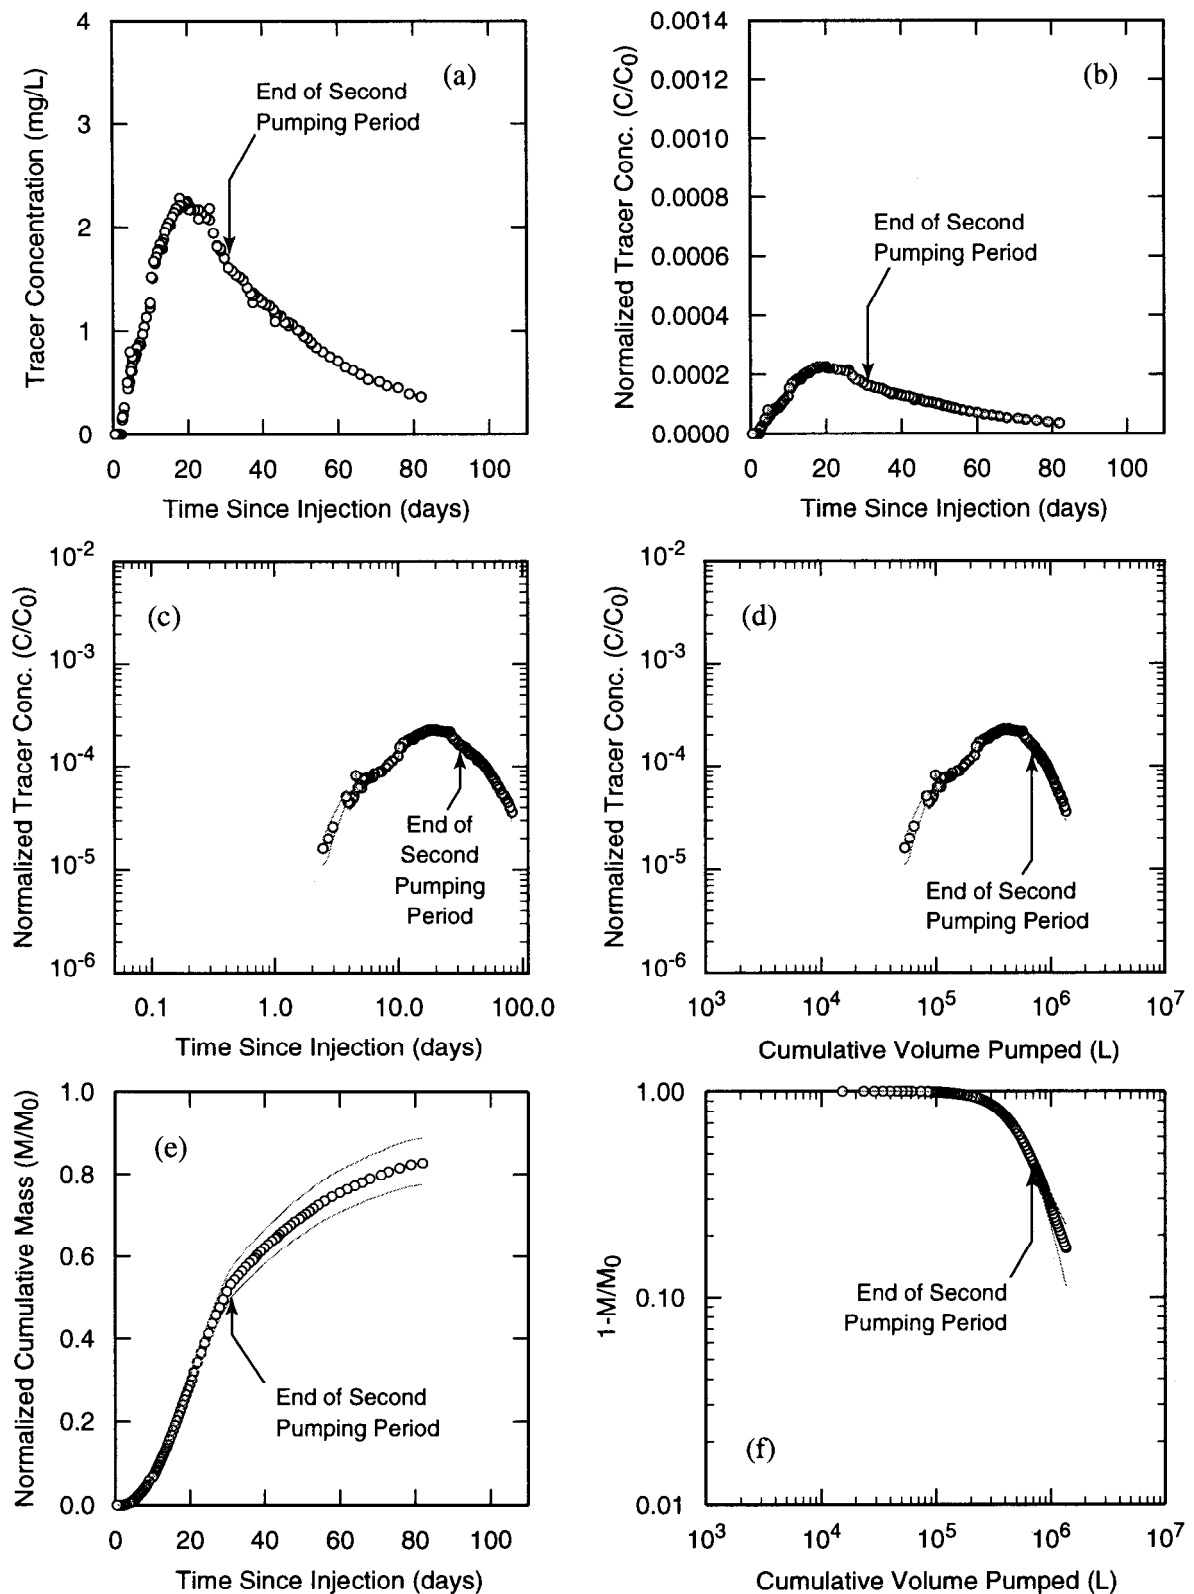 (a)
Tracer Concentration (mg/L)
4
3
2
1
0
End of Second
Pumping Period
0 20 40 60 80 100
Time Since Injection (days)
(b)
Normalized Tracer Conc. (C/C0)
0.0014
0.0012
0.0010
0.0008
0.0006
0.0004
0.0002
0.0000
End of Second
Pumping Period
0 20 40 60 80 100
Time Since Injection (days)
(c)
Normalized Tracer Conc. (C/C0)
10-2
10-3
10-4
10-5
10-6
End of
Second
Pumping
Period
0.1 1.0 10.0 100.0
Time Since Injection (days)
(d)
Normalized Tracer Conc. (C/C0)
10-2
10-3
10-4
10-5
10-6
End of Second
Pumping Period
103 104 105 106 107
Cumulative Volume Pumped (L)
(e)
Normalized Cumulative Mass (M/M0)
1.0
0.8
0.6
0.4
0.2
0.0
End of Second
Pumping Period
0 20 40 60 80 100
Time Since Injection (days)
(f)
1-M/M0
1.00
0.10
0.01
End of Second
Pumping Period
103 104 105 106 107
Cumulative Volume Pumped (L)